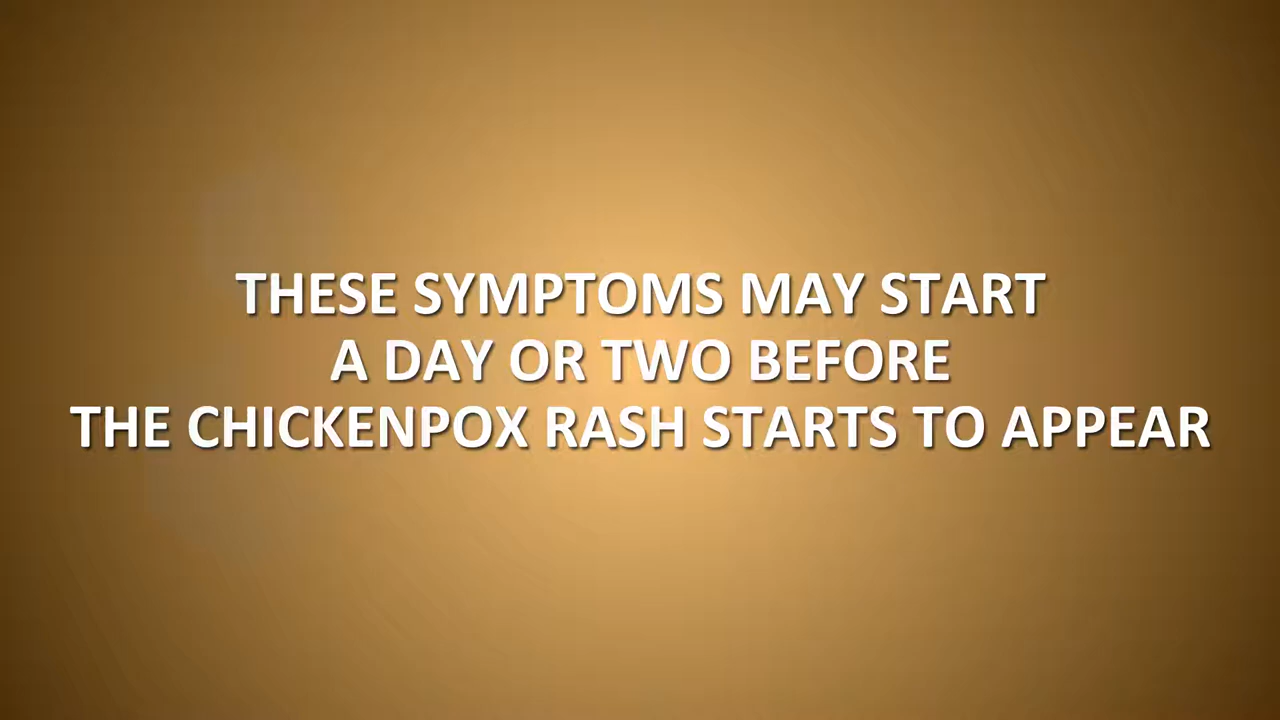 THESE SYMPTOMS MAY START
A DAY OR TWO BEFORE
THE CHICKENPOX RASH STARTS TO APPEAR